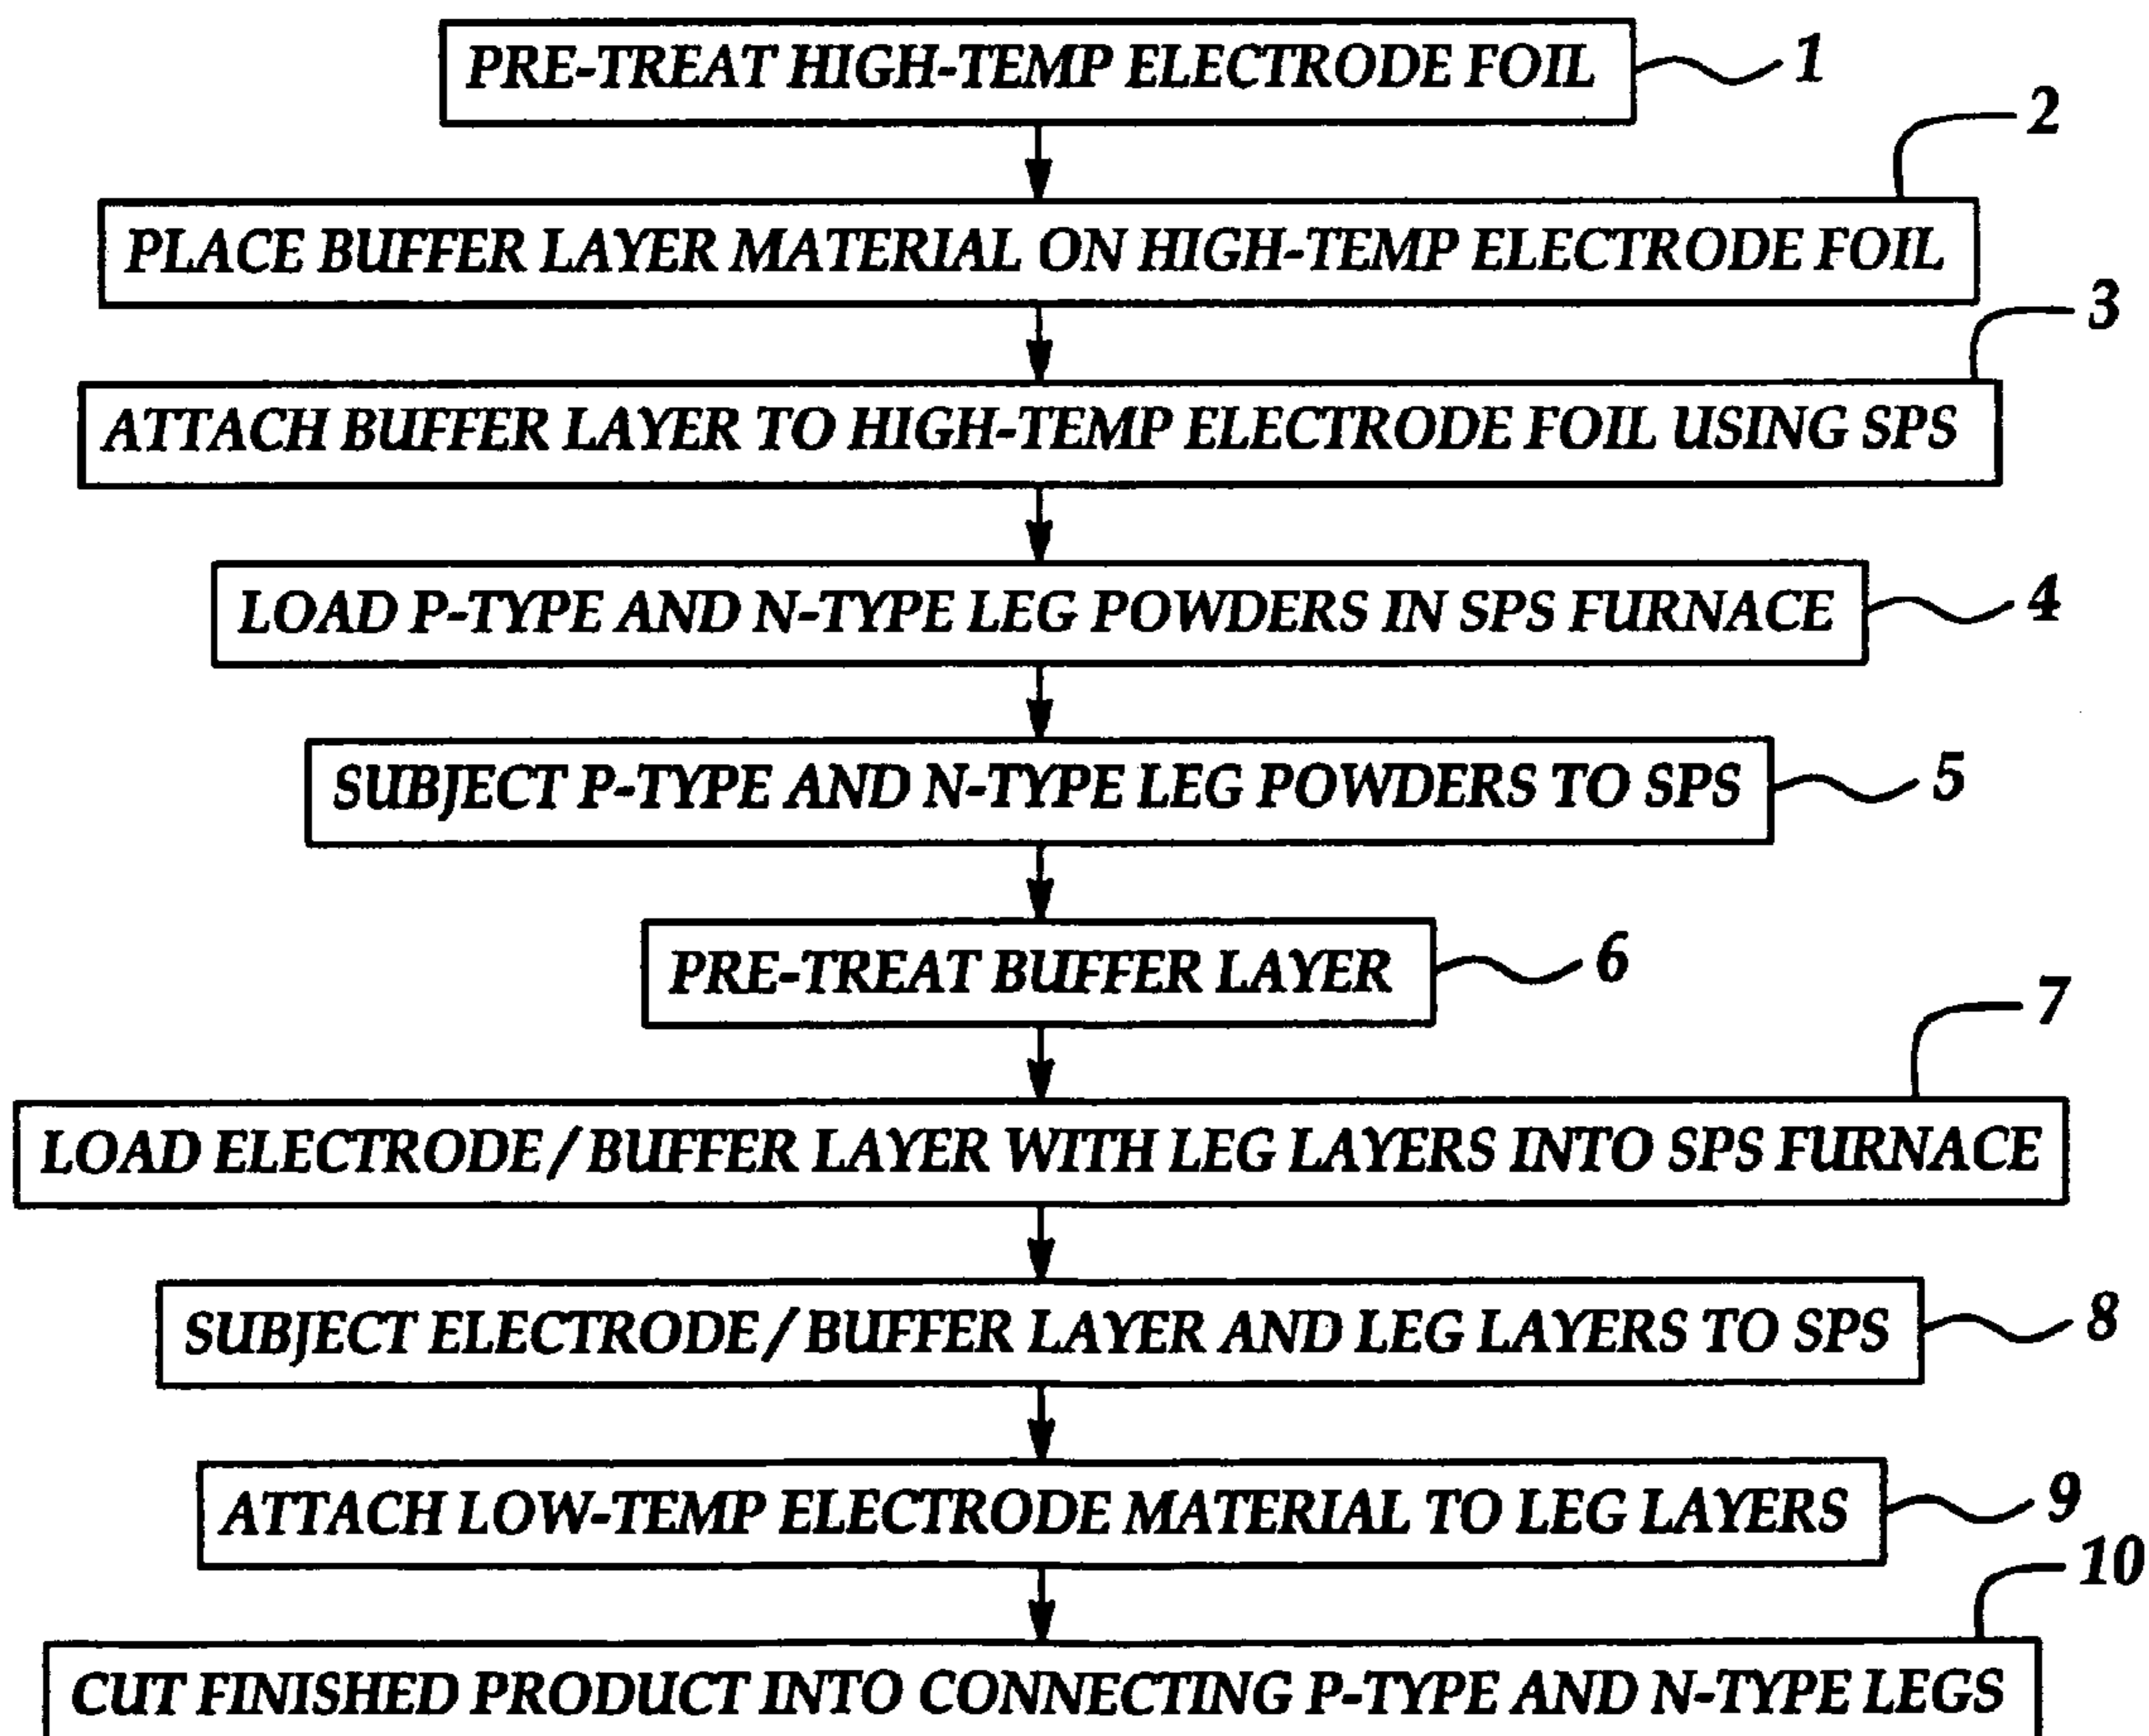 PRE-TREAT HIGH-TEMP ELECTRODE FOIL 1
2
PLACE BUFFER LAYER MATERIAL ON HIGH-TEMP ELECTRODE FOIL
3
ATTACH BUFFER LAYER TO HIGH-TEMP ELECTRODE FOIL USING SPS
LOAD P-TYPE AND N-TYPE LEG POWDERS IN SPS FURNACE 4
SUBJECT P-TYPE AND N-TYPE LEG POWDERS TO SPS 5
PRE-TREAT BUFFER LAYER 6
7
LOAD ELECTRODE/BUFFER LAYER WITH LEG LAYERS INTO SPS FURNACE
SUBJECT ELECTRODE/BUFFER LAYER AND LEG LAYERS TO SPS 8
ATTACH LOW-TEMP ELECTRODE MATERIAL TO LEG LAYERS 9
10
CUT FINISHED PRODUCT INTO CONNECTING P-TYPE AND N-TYPE LEGS